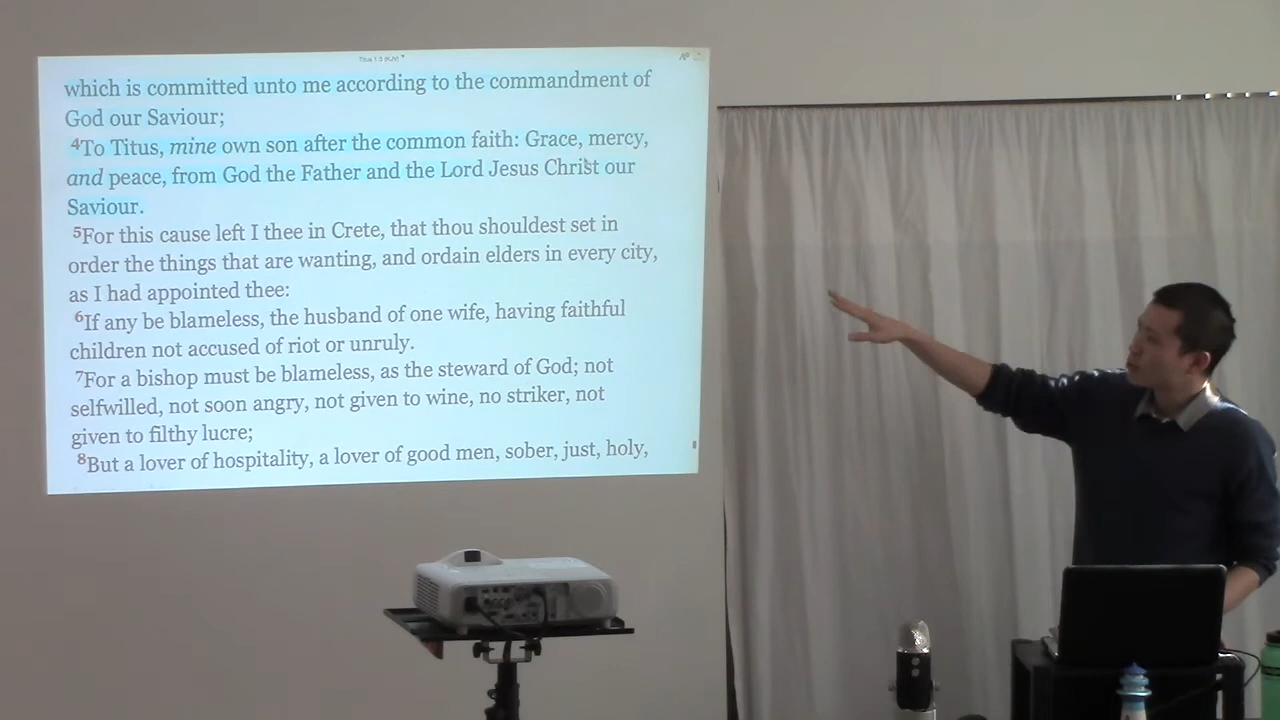 Titus 1:3 (KJV)
which is committed unto me according to the commandment of
God our Saviour;
4To Titus, mine own son after the common faith: Grace, mercy,
and peace, from God the Father and the Lord Jesus Christ our
Saviour.
5For this cause left I thee in Crete, that thou shouldest set in
order the things that are wanting, and ordain elders in every city,
as I had appointed thee:
6If any be blameless, the husband of one wife, having faithful
children not accused of riot or unruly.
7For a bishop must be blameless, as the steward of God; not
selfwilled, not soon angry, not given to wine, no striker, not
given to filthy lucre;
8But a lover of hospitality, a lover of good men, sober, just, holy,